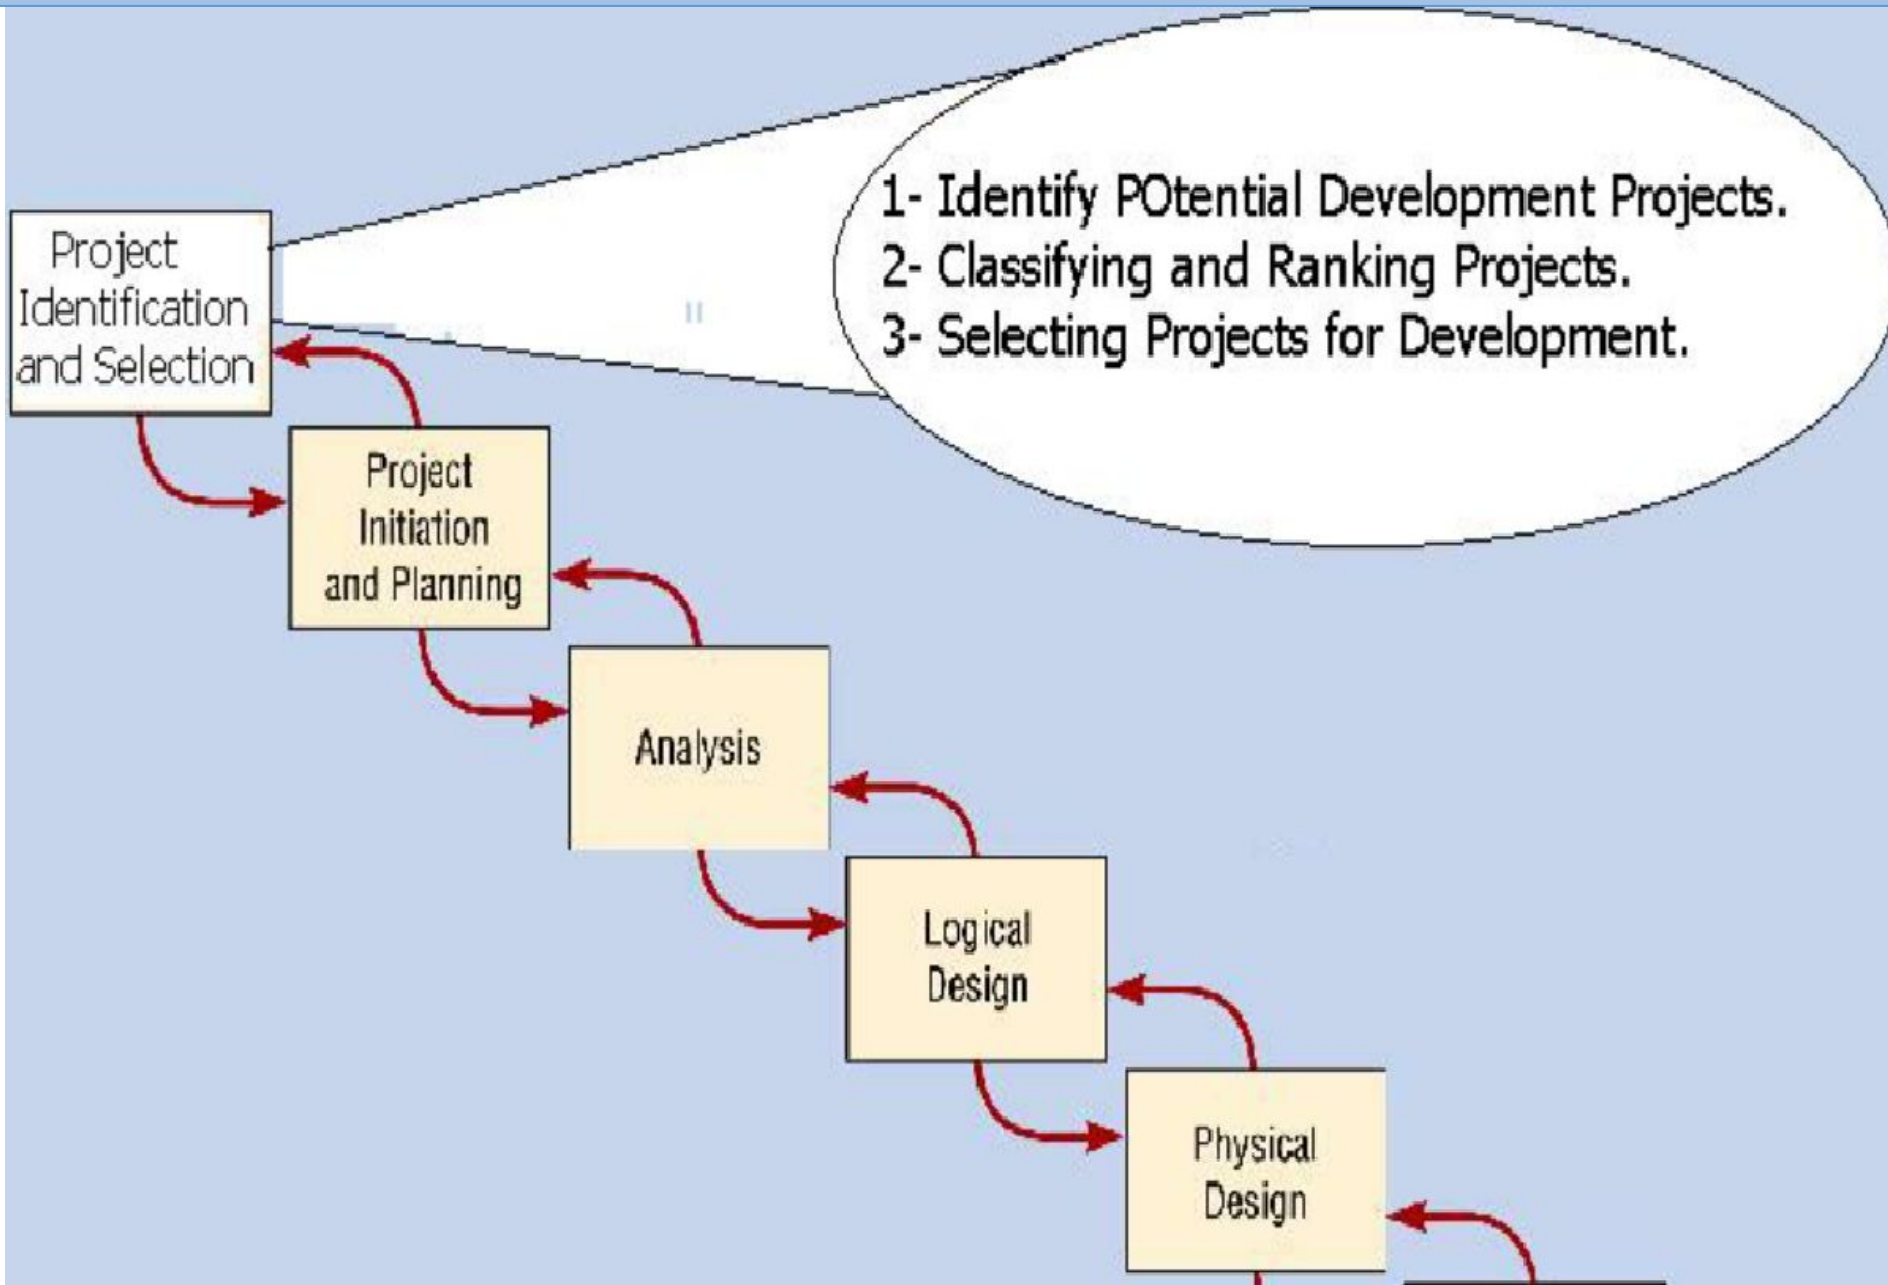 1- Identify POtential Development Projects.
2- Classifying and Ranking Projects.
3- Selecting Projects for Development.
Project
Identification
and Selection
Project
Initiation
and Planning
Analysis
Logical
Design
Physical
Design